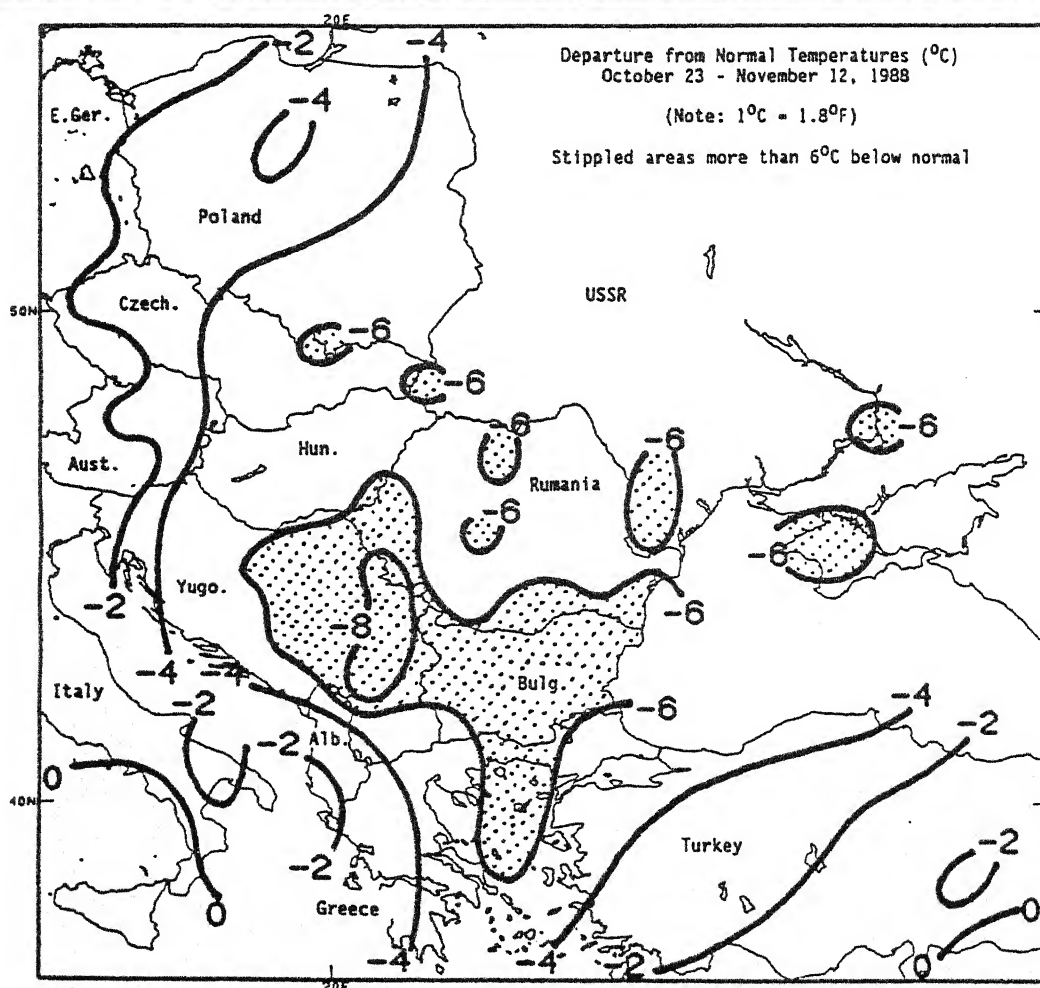 20E
Departure from Normal Temperatures (°C)
October 23 - November 12, 1988
(Note: 1°C = 1.8°F)
Stippled areas more than 6°C below normal
-2
-4
-4
E.Ger.
Poland
USSR
50N
Czech.
-6
-6
-6
-6
-6
Hun.
Aust.
Rumania
-6
-6
Yugo.
-2
-6
-8
-4
-4
Italy
Bulg.
-6
-4
-2
-2
Alb.
-2
0
40N
Turkey
-2
-2
0
Greece
0
-4
-4
-2
0
20E